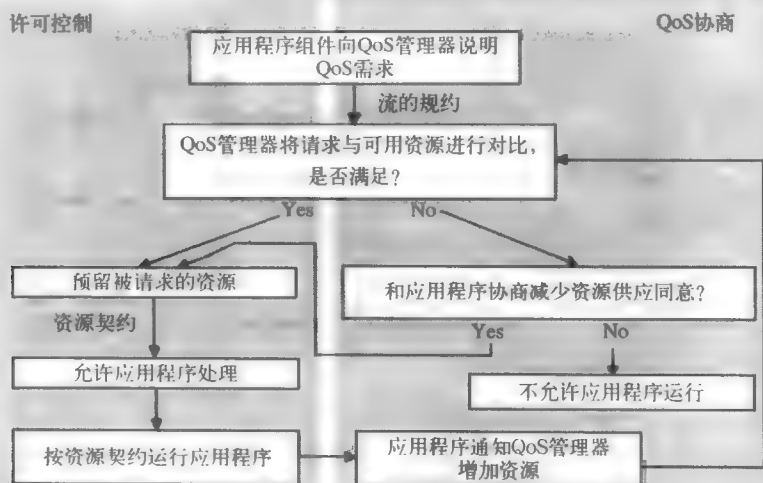 许可控制
QoS协商
应用程序组件向QoS管理器说明
QoS需求
流的规约
QoS管理器将请求与可用资源进行对比，
是否满足？
Yes
No
预留被请求的资源
和应用程序协商减少资源供应同意？
资源契约
Yes
No
允许应用程序处理
不允许应用程序运行
按资源契约运行应用程序
应用程序通知QoS管理器
增加资源